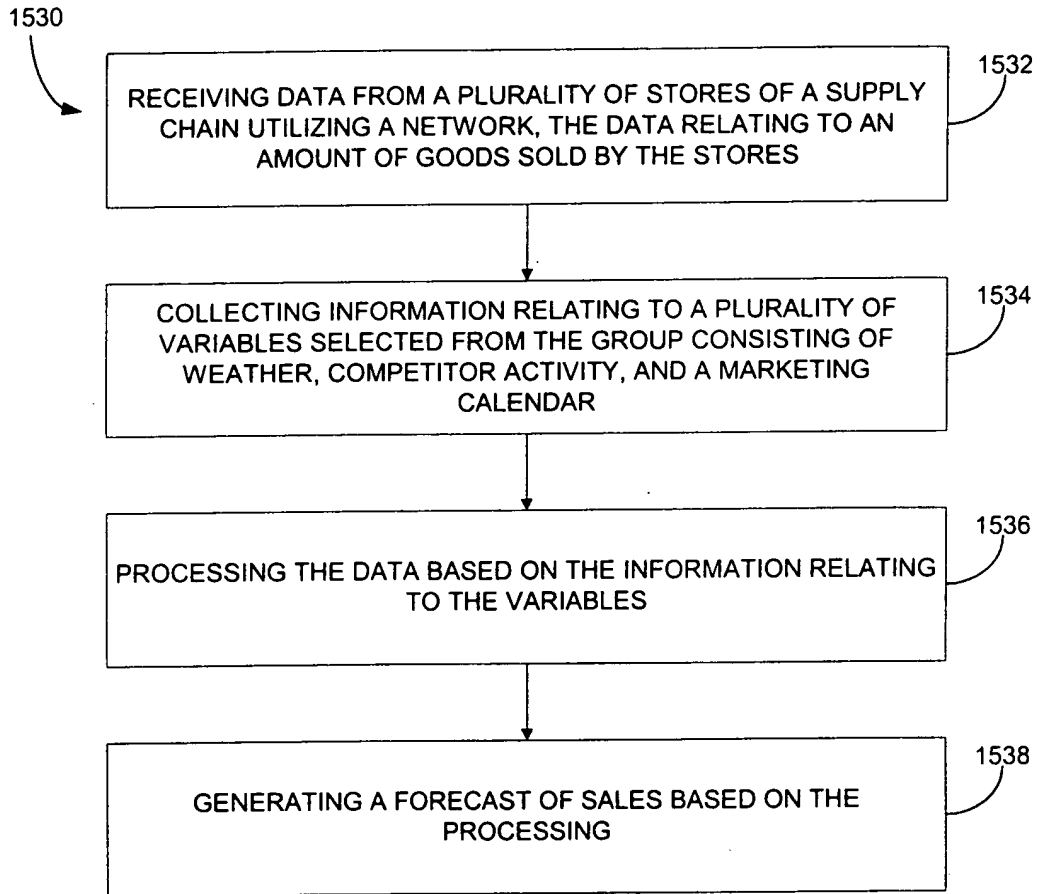 1530
1532
RECEIVING DATA FROM A PLURALITY OF STORES OF A SUPPLY
CHAIN UTILIZING A NETWORK, THE DATA RELATING TO AN
AMOUNT OF GOODS SOLD BY THE STORES
1534
COLLECTING INFORMATION RELATING TO A PLURALITY OF
VARIABLES SELECTED FROM THE GROUP CONSISTING OF
WEATHER, COMPETITOR ACTIVITY, AND A MARKETING
CALENDAR
1536
PROCESSING THE DATA BASED ON THE INFORMATION RELATING
TO THE VARIABLES
1538
GENERATING A FORECAST OF SALES BASED ON THE
PROCESSING